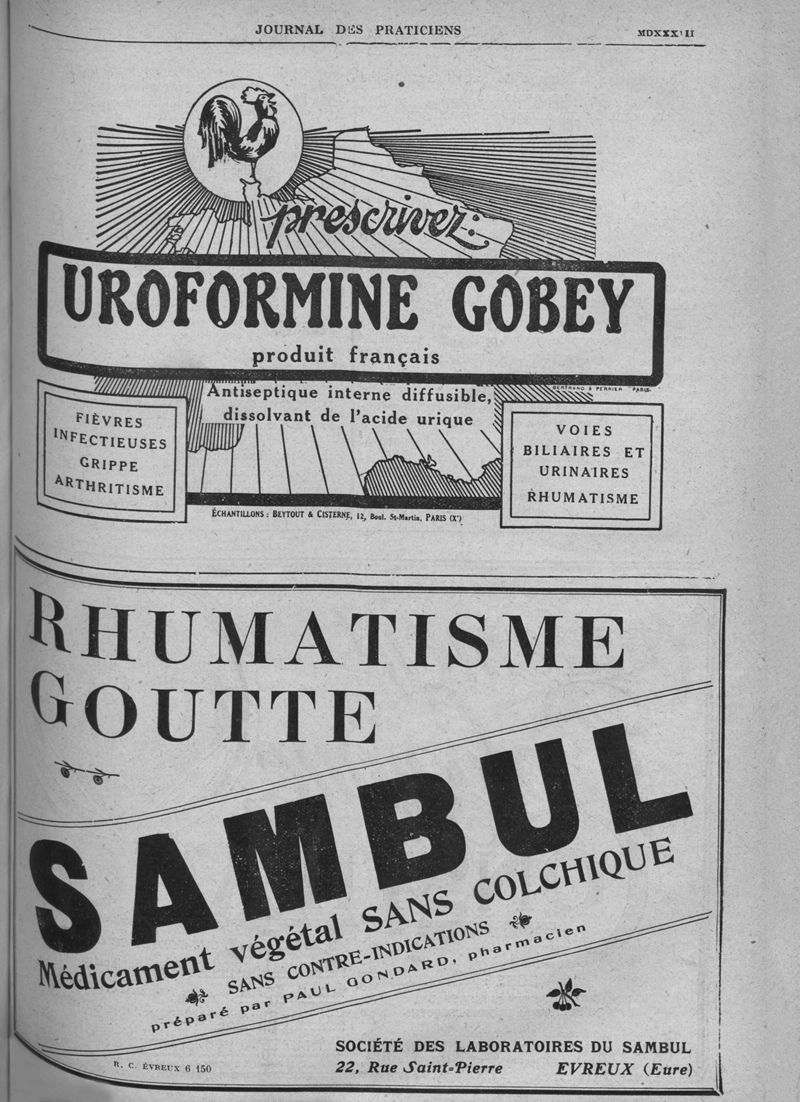 JOURNAL DES PRATICIENS
prescrivez:
UROFORMINE GOBEY
produit français
BERTRAND & PERRIER PARIS
Antiseptique interne diffusible,
dissolvant de l'acide urique
FIÈVRES
INFECTIEUSES
GRIPPE
ARTHRITISME
VOIES
BILIAIRES ET
URINAIRES
RHUMATISME
ÉCHANTILLONS : BEYTOUT & CISTERNE, 12, Boul. St-Martin, PARIS (Xe)
RHUMATISME
GOUTTE
SAMBUL
Médicament végétal SANS COLCHIQUE
SANS CONTRE-INDICATIONS
préparé par PAUL GONDARD, pharmacien
SOCIÉTÉ DES LABORATOIRES DU SAMBUL
R. C. ÉVREUX 6 150
22, Rue Saint-Pierre EVREUX (Eure)